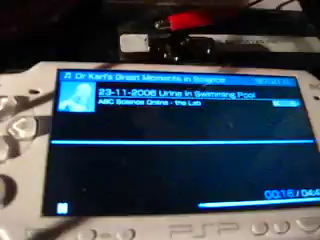 Dr Karl's Great Moments in Science
23-11-2006 Urine in Swimming Pool
ABC Science Online - the Lab
00:16 / 04:4
PSP